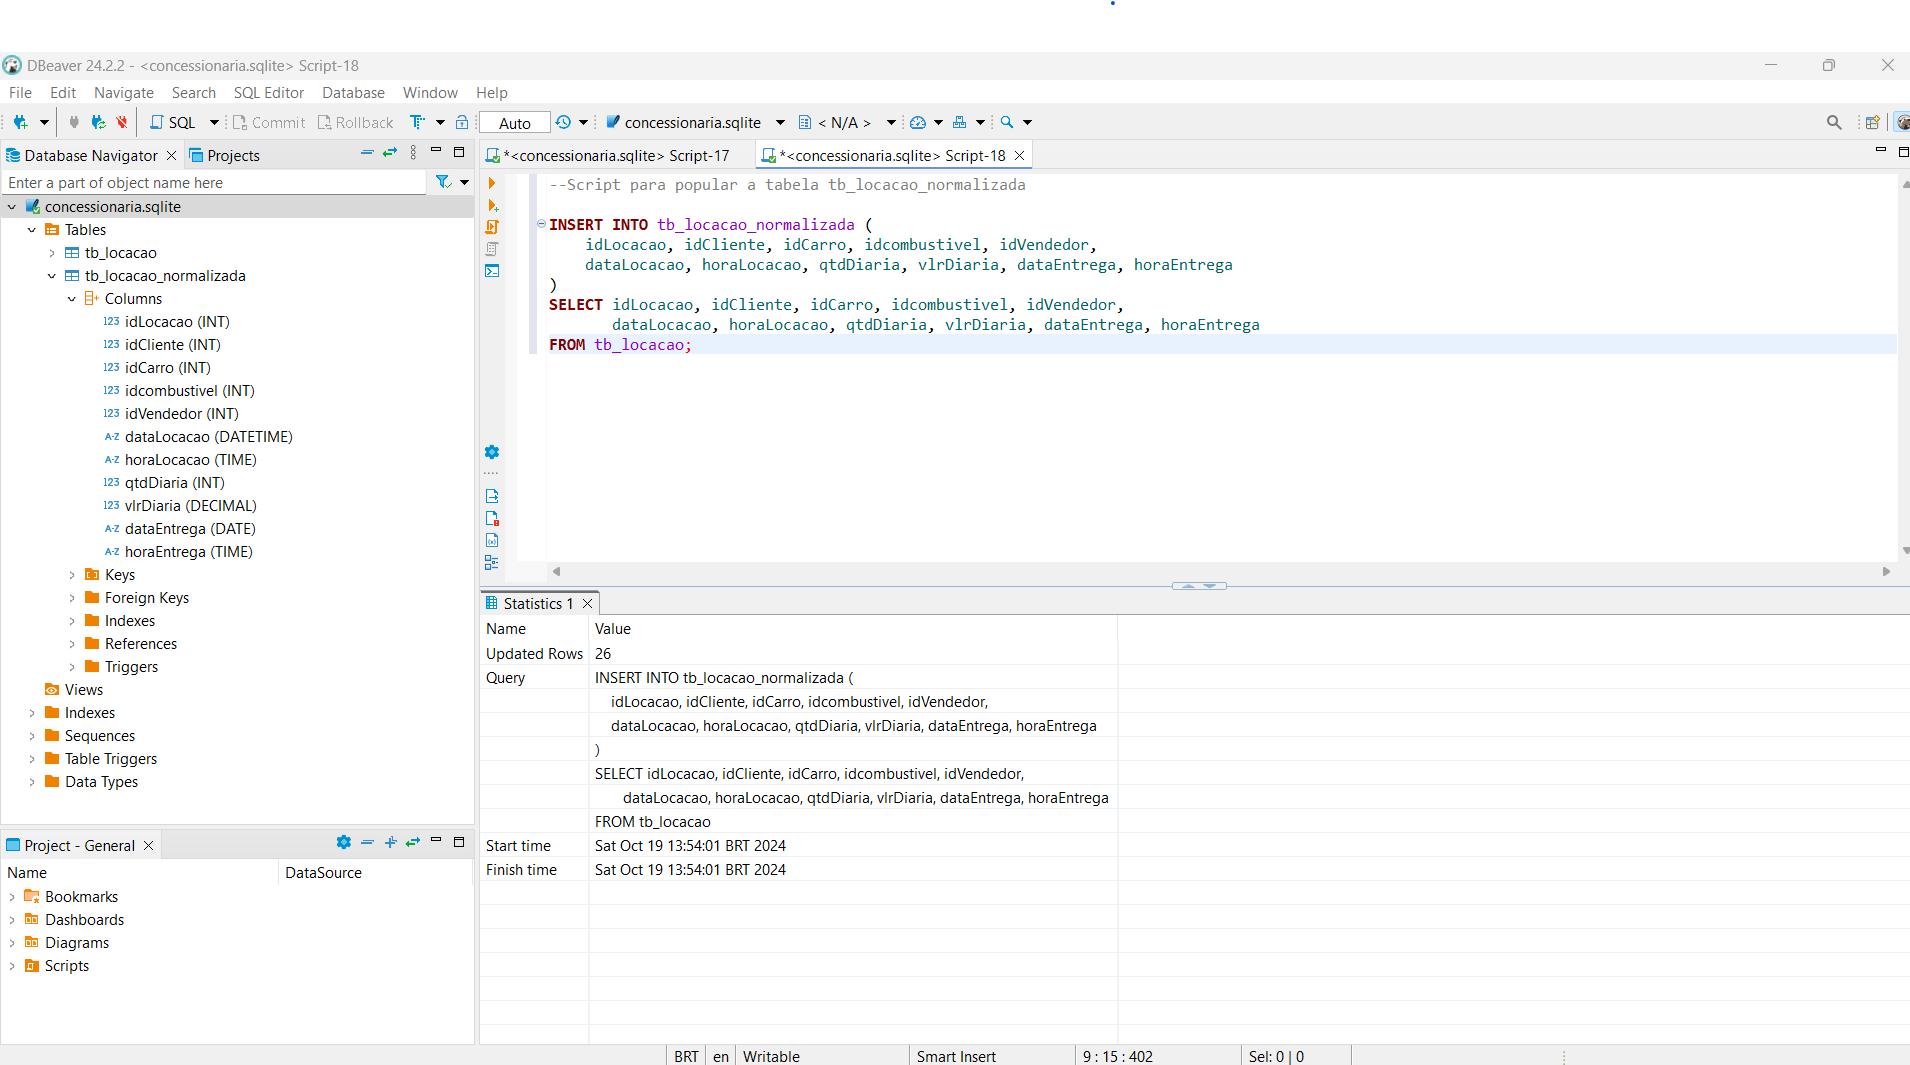 DBeaver 24.2.2 - <concessionaria.sqlite> Script-18
File Edit Navigate Search SQL Editor Database Window Help
SQL Commit Rollback Auto concessionaria.sqlite < N/A >
Database Navigator Projects
Enter a part of object name here
concessionaria.sqlite
Tables
tb_locacao
tb_locacao_normalizada
Columns
123 idLocacao (INT)
123 idCliente (INT)
123 idCarro (INT)
123 idcombustivel (INT)
123 idVendedor (INT)
A-Z dataLocacao (DATETIME)
A-Z horaLocacao (TIME)
123 qtdDiaria (INT)
123 vlrDiaria (DECIMAL)
A-Z dataEntrega (DATE)
A-Z horaEntrega (TIME)
Keys
Foreign Keys
Indexes
References
Triggers
Views
Indexes
Sequences
Table Triggers
Data Types
Project - General
Name DataSource
Bookmarks
Dashboards
Diagrams
Scripts
*<concessionaria.sqlite> Script-17 *<concessionaria.sqlite> Script-18
--Script para popular a tabela tb_locacao_normalizada
INSERT INTO tb_locacao_normalizada (
idLocacao, idCliente, idCarro, idcombustivel, idVendedor,
dataLocacao, horaLocacao, qtdDiaria, vlrDiaria, dataEntrega, horaEntrega
)
SELECT idLocacao, idCliente, idCarro, idcombustivel, idVendedor,
dataLocacao, horaLocacao, qtdDiaria, vlrDiaria, dataEntrega, horaEntrega
FROM tb_locacao;
Statistics 1
Name Value
Updated Rows 26
Query INSERT INTO tb_locacao_normalizada (
idLocacao, idCliente, idCarro, idcombustivel, idVendedor,
dataLocacao, horaLocacao, qtdDiaria, vlrDiaria, dataEntrega, horaEntrega
)
SELECT idLocacao, idCliente, idCarro, idcombustivel, idVendedor,
dataLocacao, horaLocacao, qtdDiaria, vlrDiaria, dataEntrega, horaEntrega
FROM tb_locacao
Start time Sat Oct 19 13:54:01 BRT 2024
Finish time Sat Oct 19 13:54:01 BRT 2024
BRT en Writable Smart Insert 9 : 15 : 402 Sel: 0 | 0